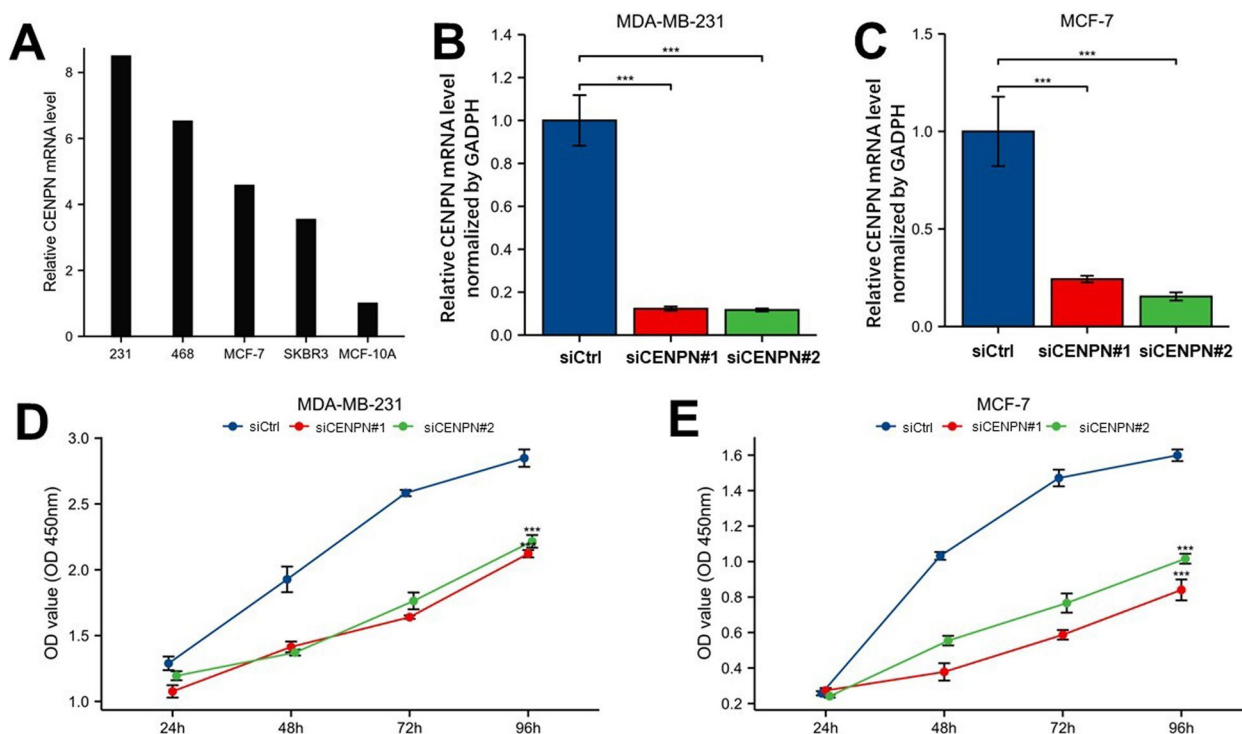 A
Relative CENPN mRNA level
8
6
4
2
0
231 468 MCF-7 SKBR3 MCF-10A
B
MDA-MB-231
Relative CENPN mRNA level
normalized by GADPH
1.4
1.2
1.0
0.8
0.6
0.4
0.2
0.0
***
***
siCtrl siCENPN#1 siCENPN#2
C
MCF-7
Relative CENPN mRNA level
normalized by GADPH
1.5
1.0
0.5
0.0
***
***
siCtrl siCENPN#1 siCENPN#2
D
MDA-MB-231
siCtrl siCENPN#1 siCENPN#2
OD value (OD 450nm)
3.0
2.5
2.0
1.5
1.0
***
***
24h 48h 72h 96h
E
MCF-7
siCtrl siCENPN#1 siCENPN#2
OD value (OD 450nm)
1.6
1.4
1.2
1.0
0.8
0.6
0.4
0.2
***
***
24h 48h 72h 96h